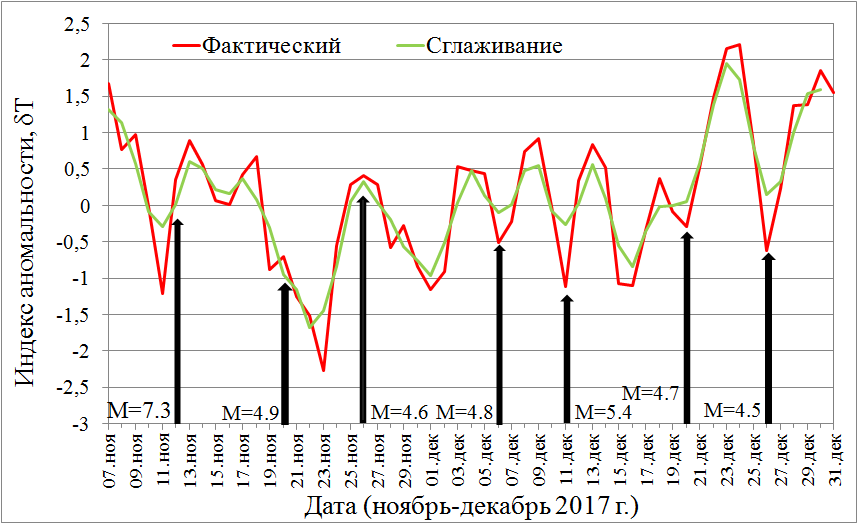 2,5
2
1,5
1
0,5
0
-0,5
-1
-1,5
-2
-2,5
-3
Индекс аномальности, δТ
Фактический
Сглаживание
M=7.3
M=4.9
M=4.6
M=4.8
M=5.4
M=4.7
M=4.5
07.ноя
09.ноя
11.ноя
13.ноя
15.ноя
17.ноя
19.ноя
21.ноя
23.ноя
25.ноя
27.ноя
29.ноя
01.дек
03.дек
05.дек
07.дек
09.дек
11.дек
13.дек
15.дек
17.дек
19.дек
21.дек
23.дек
25.дек
27.дек
29.дек
31.дек
Дата (ноябрь-декабрь 2017 г.)